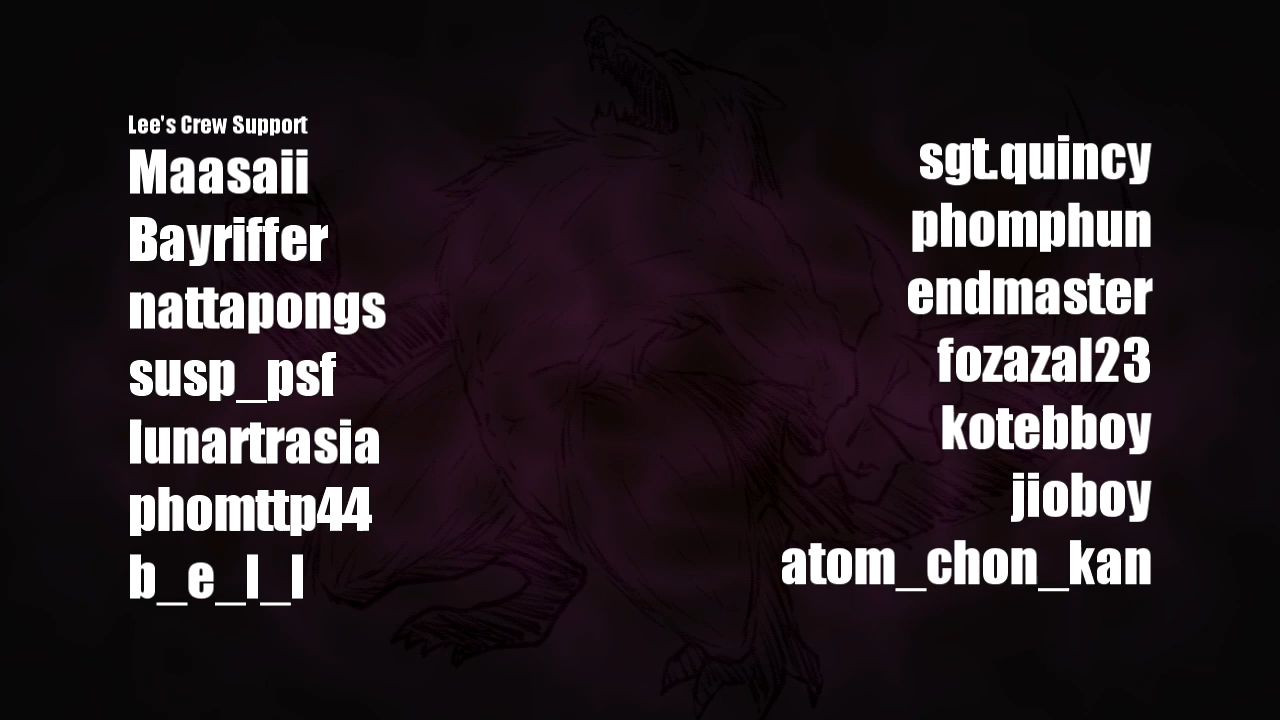 Lee's Crew Support
Maasaii
Bayriffer
nattapongs
susp_psf
lunartrasia
phomttp44
b_e_l_l
sgt.quincy
phomphun
endmaster
fozazal23
kotebboy
jioboy
atom_chon_kan